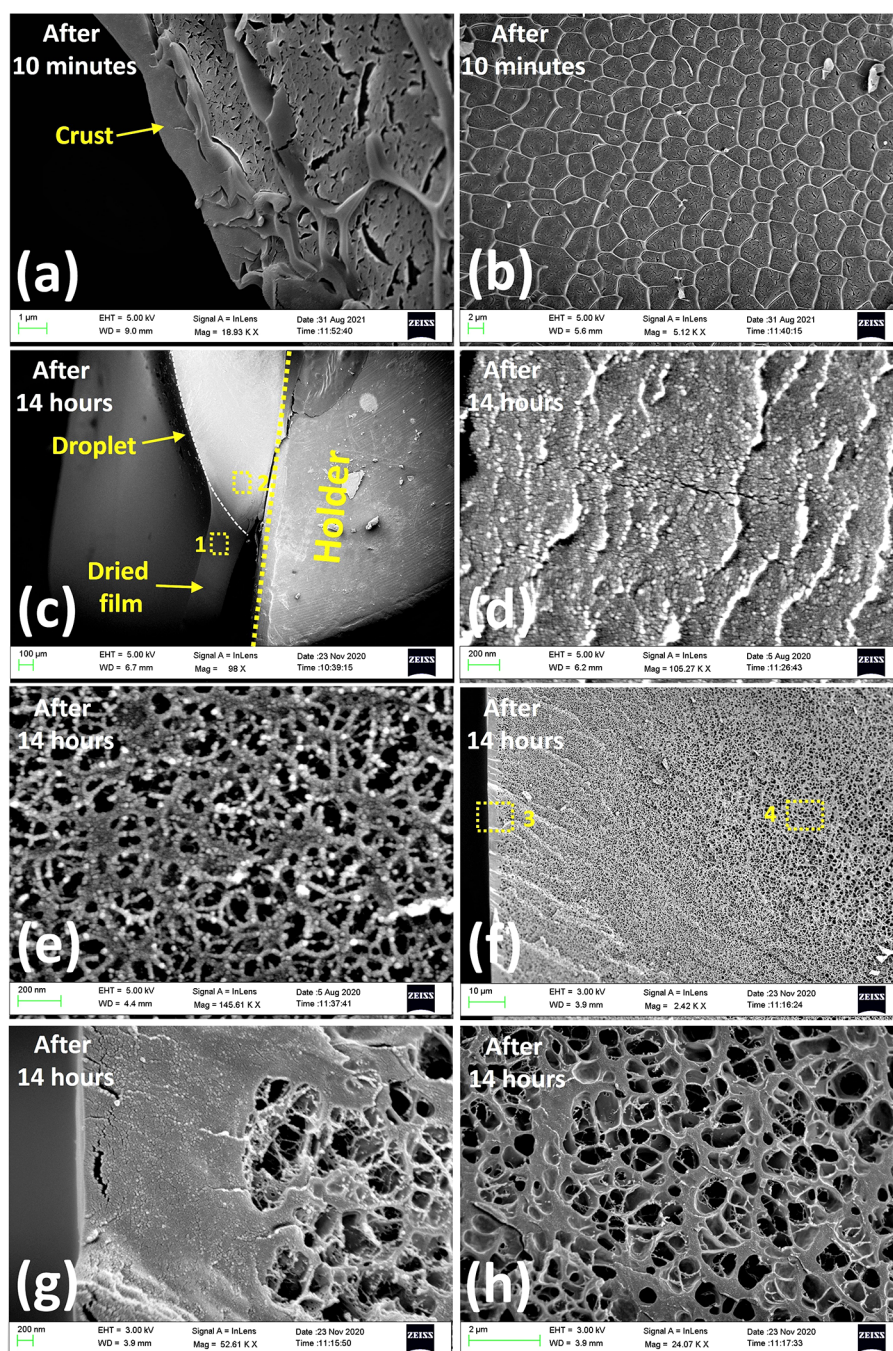 After
10 minutes
Crust
(a)
1 µm
EHT = 5.00 kV
WD = 9.0 mm
Signal A = InLens
Mag = 18.93 K X
Date :31 Aug 2021
Time :11:52:40
ZEISS
After
10 minutes
(b)
2 µm
EHT = 5.00 kV
WD = 5.6 mm
Signal A = InLens
Mag = 5.12 K X
Date :31 Aug 2021
Time :11:40:15
ZEISS
After
14 hours
Droplet
2
1
Dried
film
Holder
(c)
100 µm
EHT = 5.00 kV
WD = 6.7 mm
Signal A = InLens
Mag = 98 X
Date :23 Nov 2020
Time :10:39:15
ZEISS
After
14 hours
(d)
200 nm
EHT = 5.00 kV
WD = 6.2 mm
Signal A = InLens
Mag = 105.27 K X
Date :5 Aug 2021
Time :11:26:43
ZEISS
After
14 hours
(e)
200 nm
EHT = 5.00 kV
WD = 4.4 mm
Signal A = InLens
Mag = 145.61 K X
Date :5 Aug 2021
Time :11:37:41
ZEISS
After
14 hours
3
4
(f)
10 µm
EHT = 3.00 kV
WD = 3.9 mm
Signal A = InLens
Mag = 2.42 K X
Date :23 Nov 2020
Time :11:16:24
ZEISS
After
14 hours
(g)
200 nm
EHT = 3.00 kV
WD = 3.9 mm
Signal A = InLens
Mag = 52.61 K X
Date :23 Nov 2020
Time :11:15:50
ZEISS
After
14 hours
(h)
2 µm
EHT = 3.00 kV
WD = 3.9 mm
Signal A = InLens
Mag = 24.07 K X
Date :23 Nov 2020
Time :11:17:33
ZEISS